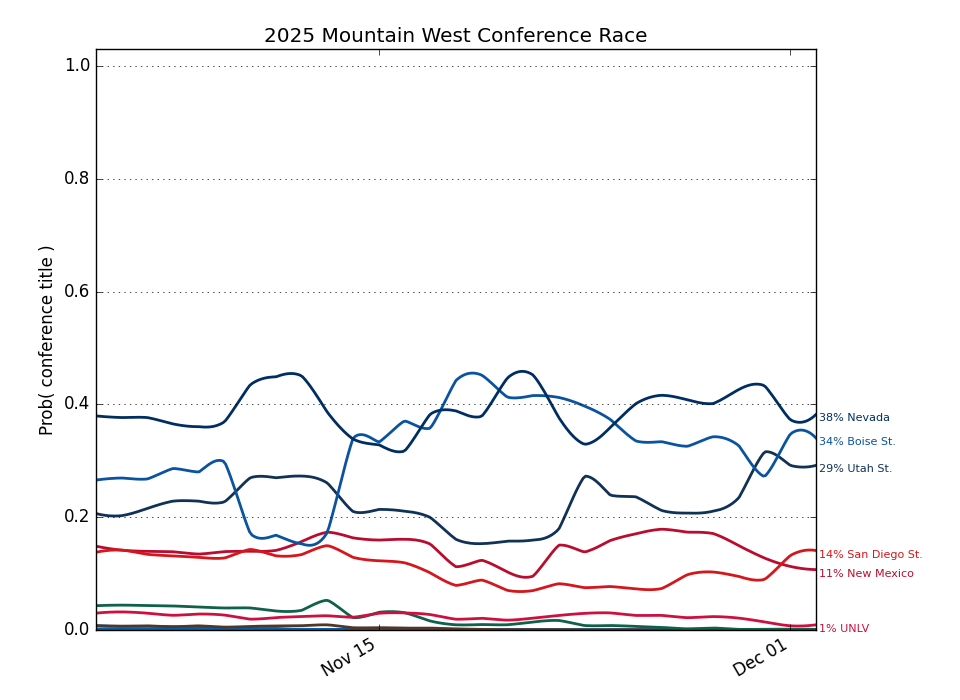 2025 Mountain West Conference Race
Prob( conference title )
1.0
0.8
0.6
0.4
0.2
0.0
38% Nevada
34% Boise St.
29% Utah St.
14% San Diego St.
11% New Mexico
1% UNLV
Nov 15
Dec 01